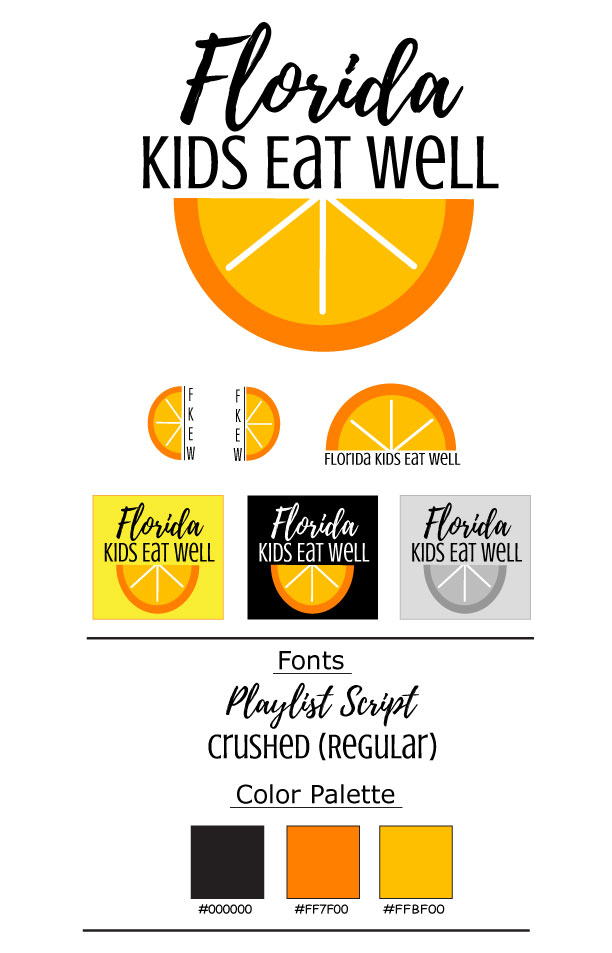 Florida
KIDS Eat Well
F
K
E
W
F
K
E
W
Florida Kids Eat Well
Florida
KIDS Eat Well
Florida
KIDS Eat Well
Florida
KIDS Eat Well
Fonts
Playlist Script
Crushed (Regular)
Color Palette
#000000
#FF7F00
#FFBF00